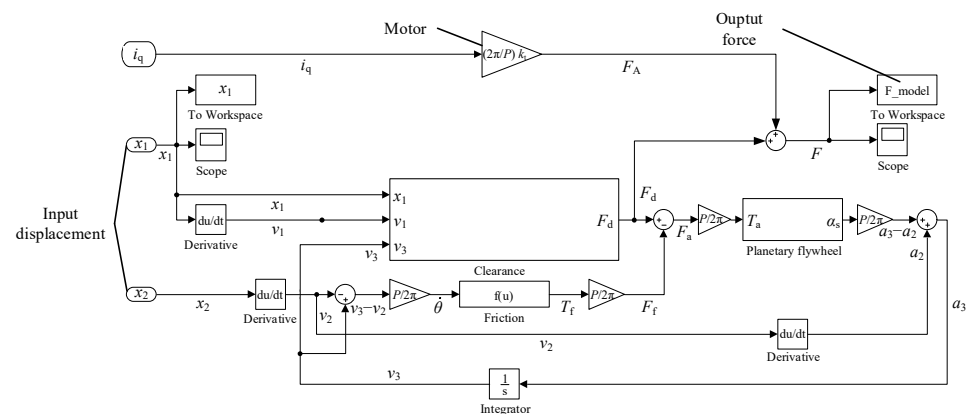 Motor
Ouptut
force
i_q
i_q
(2π/P) k_t
F_A
x_1
To Workspace
F_model
To Workspace
x_1
x_1
Scope
F
Scope
Input
displacement
x_1
x_1
F_d
du/dt
Derivative
v_1
v_1
v_3
v_3
F_d
Clearance
F_a
P/2π
T_a
α_s
Planetary flywheel
P/2π
a_3−a_2
a_2
x_2
x_2
du/dt
Derivative
v_2
v_3−v_2
P/2π
θ̇
f(u)
Friction
T_f
P/2π
F_f
v_2
du/dt
Derivative
a_3
v_3
1
s
Integrator